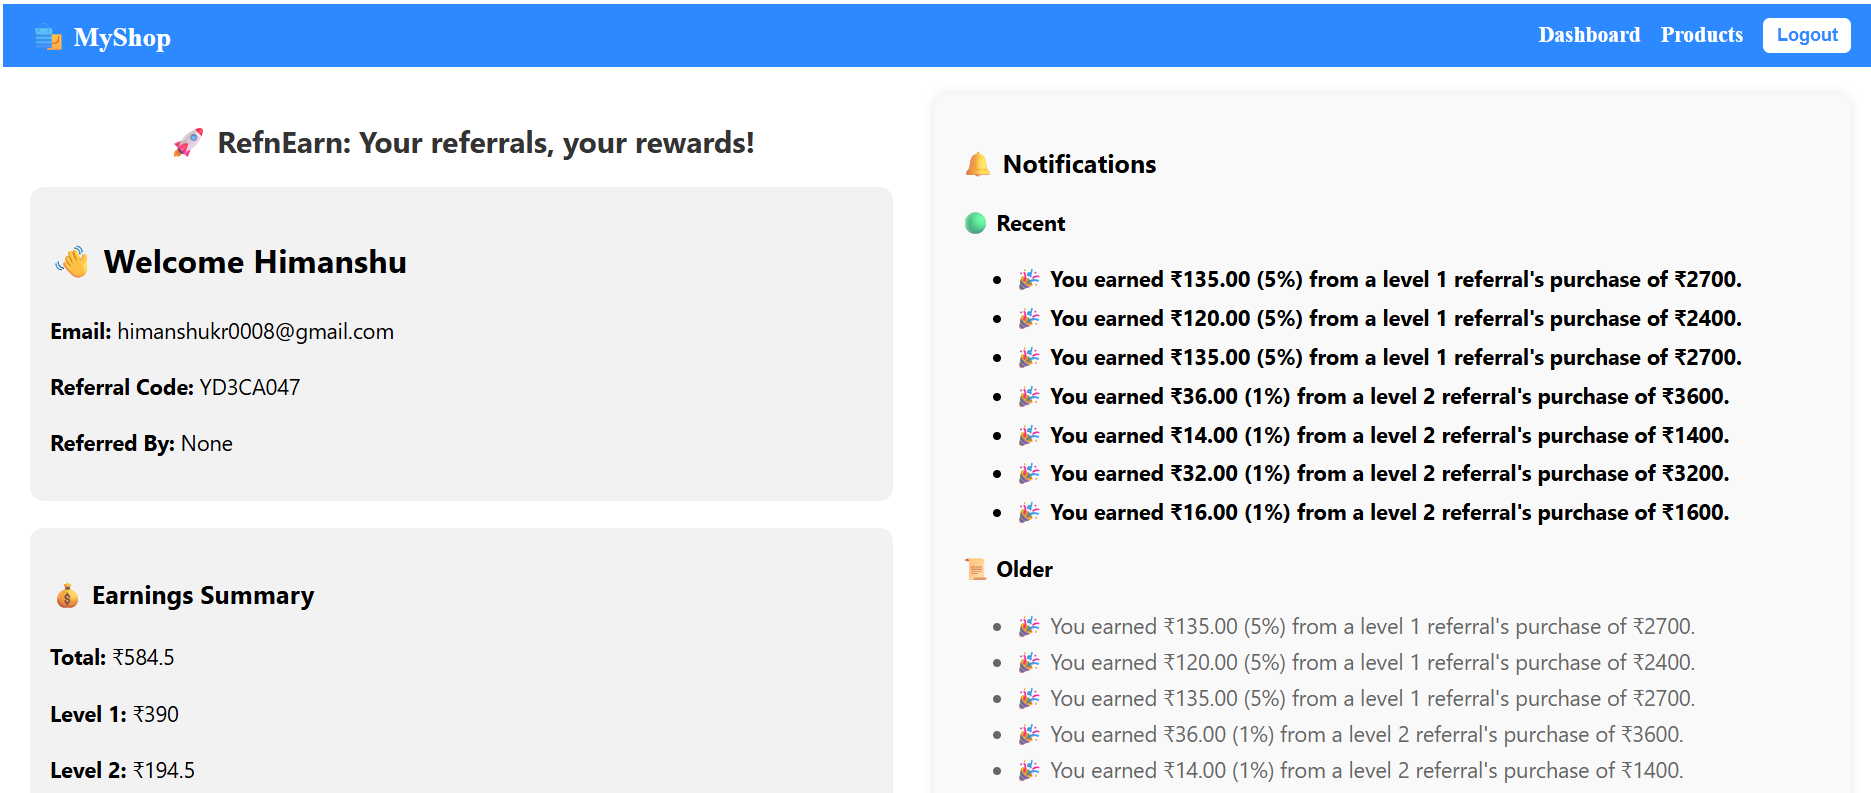 MyShop
Dashboard Products Logout
RefnEarn: Your referrals, your rewards!
Welcome Himanshu
Email: himanshukr0008@gmail.com
Referral Code: YD3CA047
Referred By: None
Earnings Summary
Total: ₹584.5
Level 1: ₹390
Level 2: ₹194.5
Notifications
Recent
You earned ₹135.00 (5%) from a level 1 referral's purchase of ₹2700.
You earned ₹120.00 (5%) from a level 1 referral's purchase of ₹2400.
You earned ₹135.00 (5%) from a level 1 referral's purchase of ₹2700.
You earned ₹36.00 (1%) from a level 2 referral's purchase of ₹3600.
You earned ₹14.00 (1%) from a level 2 referral's purchase of ₹1400.
You earned ₹32.00 (1%) from a level 2 referral's purchase of ₹3200.
You earned ₹16.00 (1%) from a level 2 referral's purchase of ₹1600.
Older
You earned ₹135.00 (5%) from a level 1 referral's purchase of ₹2700.
You earned ₹120.00 (5%) from a level 1 referral's purchase of ₹2400.
You earned ₹135.00 (5%) from a level 1 referral's purchase of ₹2700.
You earned ₹36.00 (1%) from a level 2 referral's purchase of ₹3600.
You earned ₹14.00 (1%) from a level 2 referral's purchase of ₹1400.